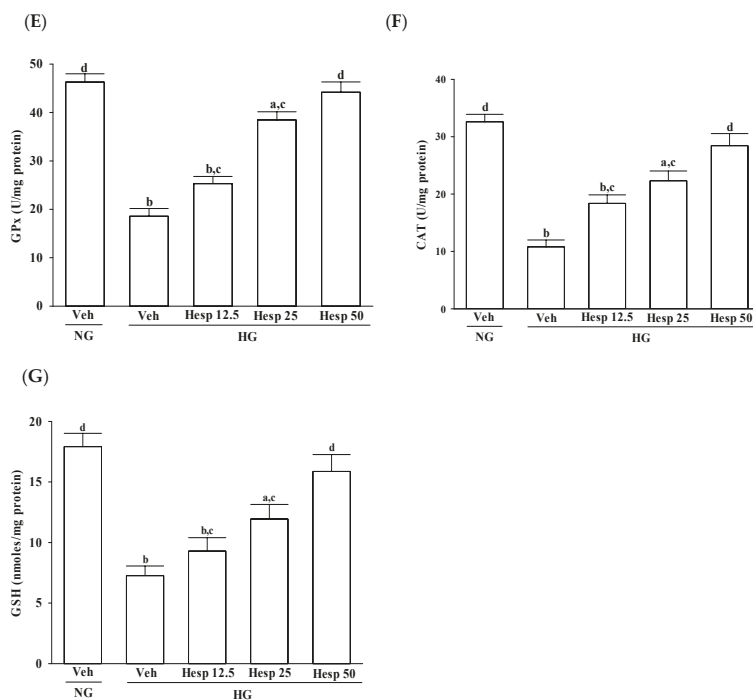 (E)
GPx (U/mg protein)
50
40
30
20
10
0
d
b
b,c
a,c
d
Veh
Veh
Hesp 12.5
Hesp 25
Hesp 50
NG
HG
(F)
CAT (U/mg protein)
40
30
20
10
0
d
b
b,c
a,c
d
Veh
Veh
Hesp 12.5
Hesp 25
Hesp 50
NG
HG
(G)
GSH (nmoles/mg protein)
20
15
10
5
0
d
b
b,c
a,c
d
Veh
Veh
Hesp 12.5
Hesp 25
Hesp 50
NG
HG